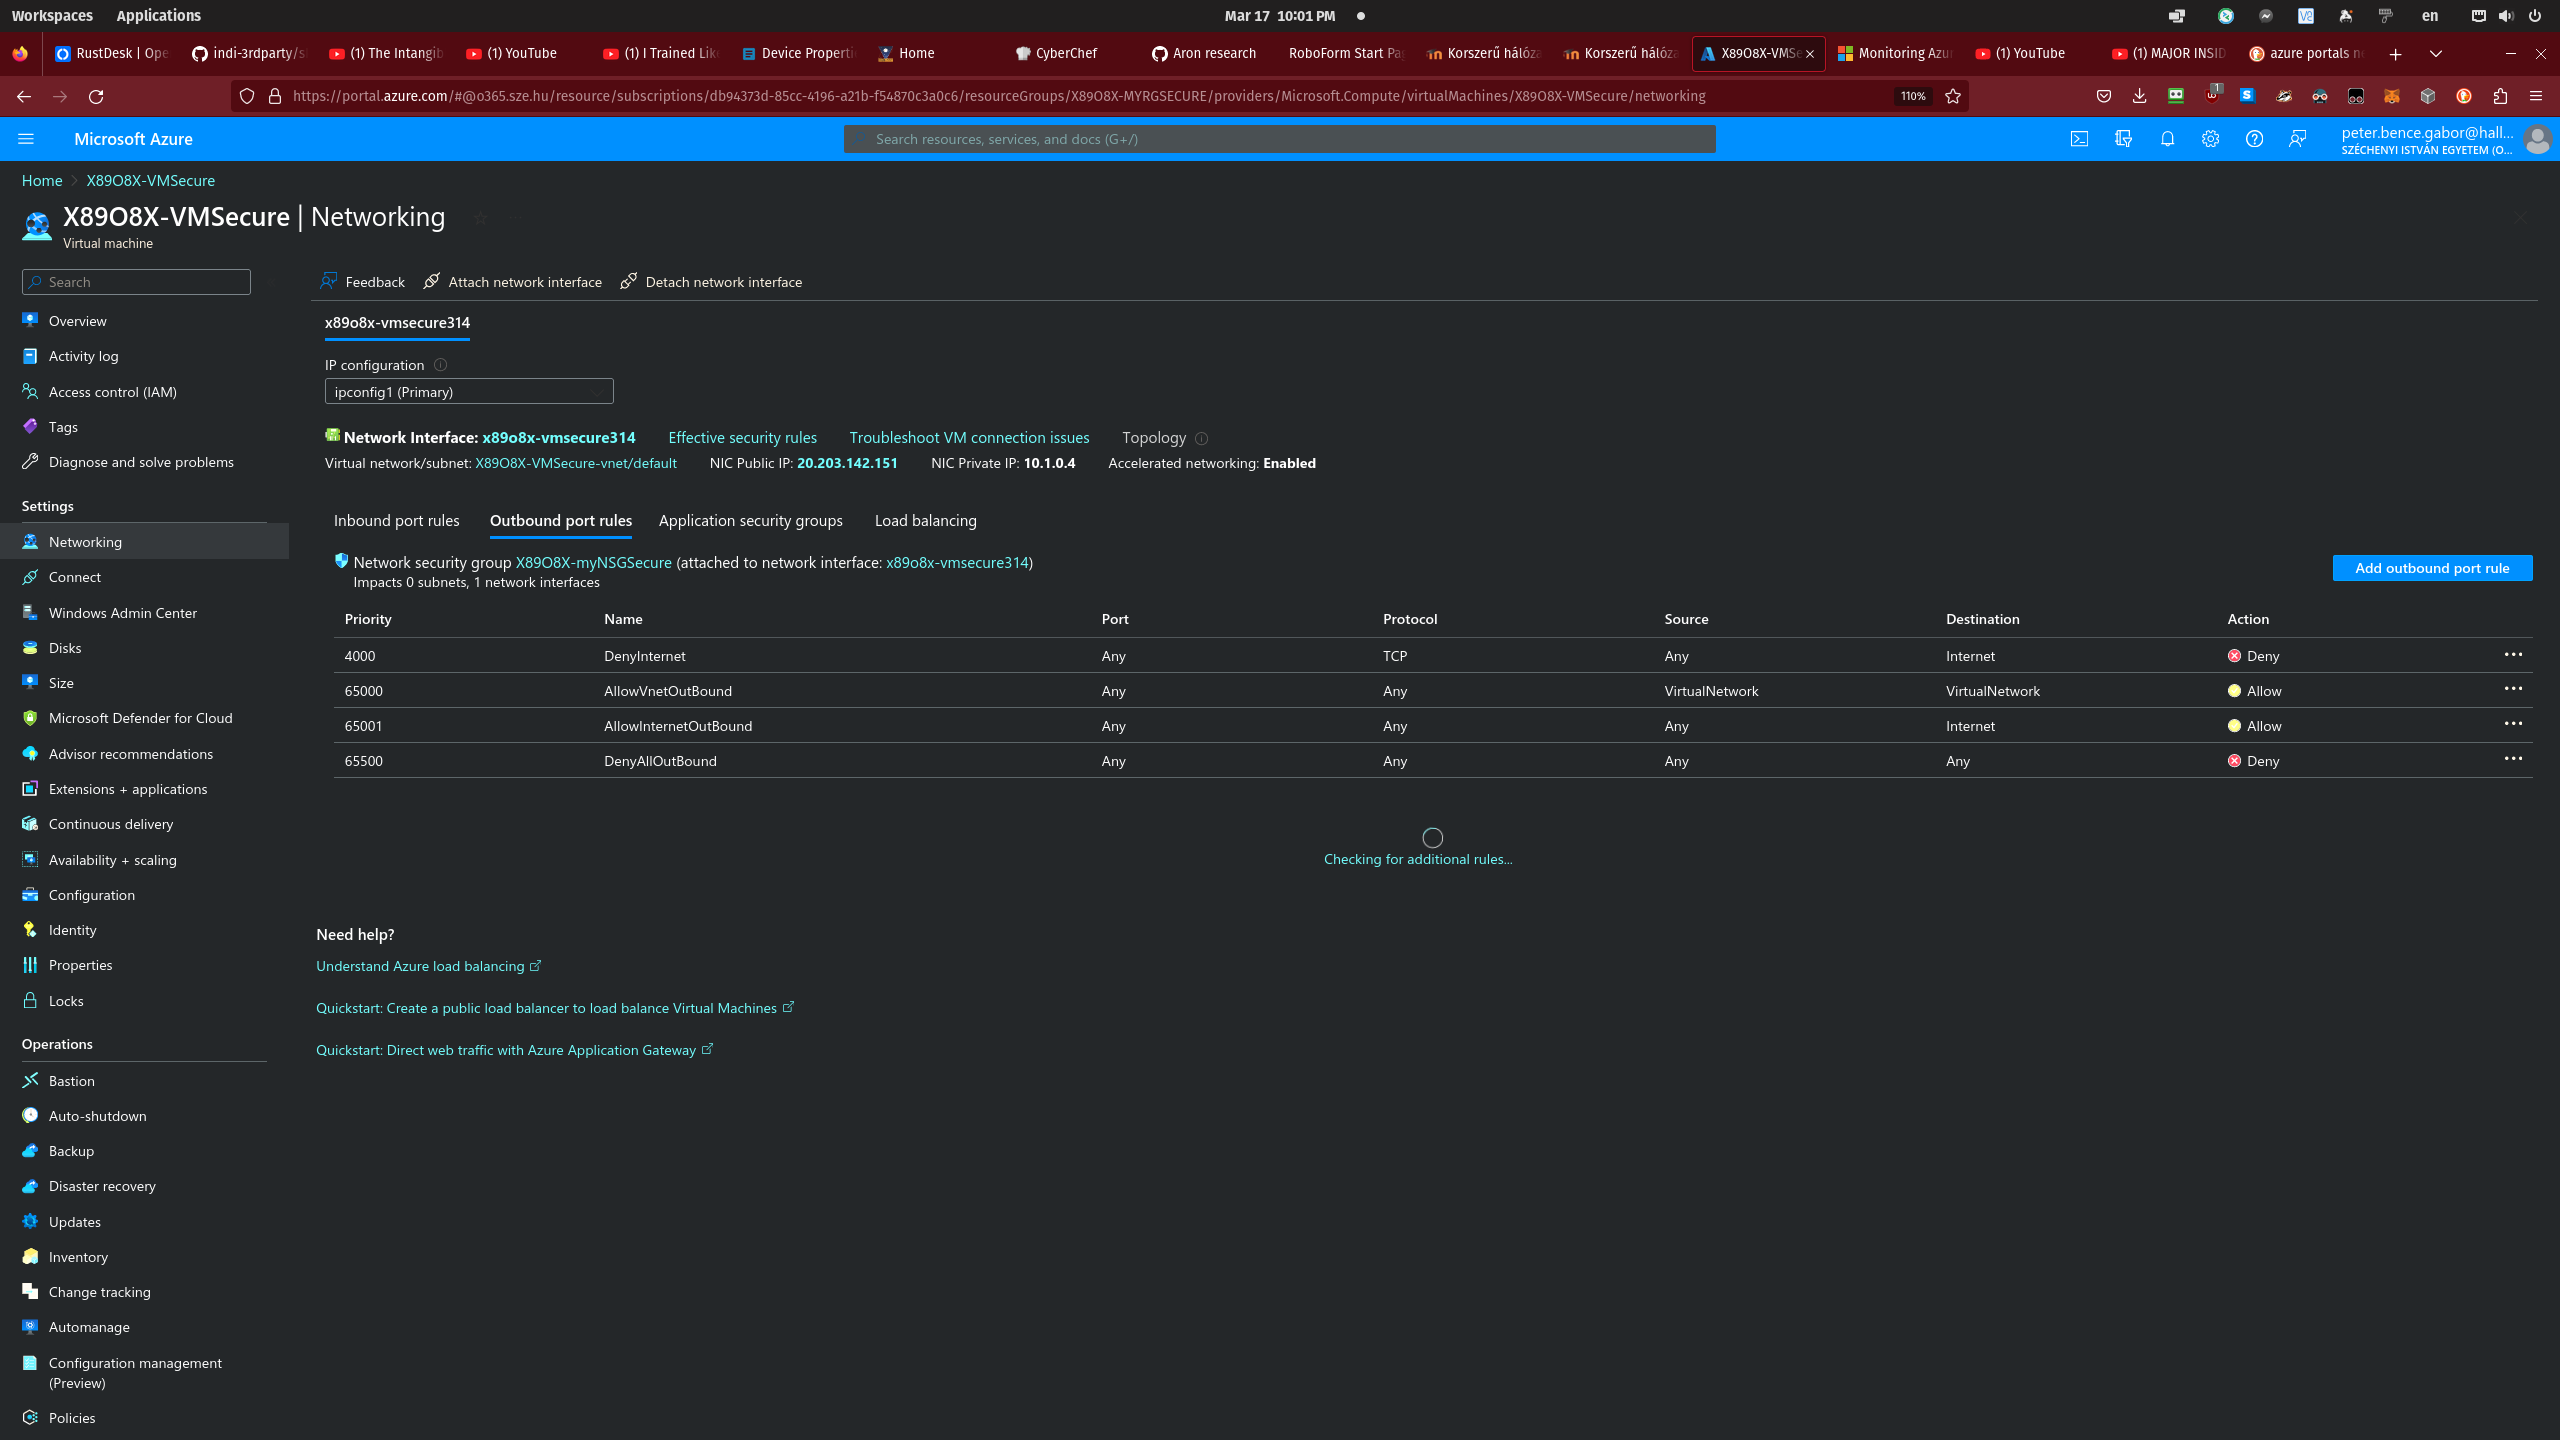 Workspaces Applications Mar 17 10:01 PM en
RustDesk | Ope indi-3rdparty/s (1) The Intangib (1) YouTube (1) I Trained Like Device Properti Home CyberChef Aron research RoboForm Start Pa Korszerű hálóza Korszerű hálóza X89O8X-VMSe Monitoring Azur (1) YouTube (1) MAJOR INSID azure portals ne
https://portal.azure.com/#@o365.sze.hu/resource/subscriptions/db94373d-85cc-4196-a21b-f54870c3a0c6/resourceGroups/X89O8X-MYRGSECURE/providers/Microsoft.Compute/virtualMachines/X89O8X-VMSecure/networking 110% 1
Microsoft Azure Search resources, services, and docs (G+/) peter.bence.gabor@hall...
SZÉCHENYI ISTVÁN EGYETEM (O...
Home X89O8X-VMSecure
X89O8X-VMSecure | Networking
Virtual machine
Search Feedback Attach network interface Detach network interface
Overview
Activity log
Access control (IAM)
Tags
Diagnose and solve problems
Settings
Networking
Connect
Windows Admin Center
Disks
Size
Microsoft Defender for Cloud
Advisor recommendations
Extensions + applications
Continuous delivery
Availability + scaling
Configuration
Identity
Properties
Locks
Operations
Bastion
Auto-shutdown
Backup
Disaster recovery
Updates
Inventory
Change tracking
Automanage
Configuration management
(Preview)
Policies
x89o8x-vmsecure314
IP configuration
ipconfig1 (Primary)
Network Interface: x89o8x-vmsecure314 Effective security rules Troubleshoot VM connection issues Topology
Virtual network/subnet: X89O8X-VMSecure-vnet/default NIC Public IP: 20.203.142.151 NIC Private IP: 10.1.0.4 Accelerated networking: Enabled
Inbound port rules Outbound port rules Application security groups Load balancing
Network security group X89O8X-myNSGSecure (attached to network interface: x89o8x-vmsecure314)
Impacts 0 subnets, 1 network interfaces
Add outbound port rule
Priority Name Port Protocol Source Destination Action
4000 DenyInternet Any TCP Any Internet Deny
65000 AllowVnetOutBound Any Any VirtualNetwork VirtualNetwork Allow
65001 AllowInternetOutBound Any Any Any Internet Allow
65500 DenyAllOutBound Any Any Any Any Deny
Checking for additional rules...
Need help?
Understand Azure load balancing
Quickstart: Create a public load balancer to load balance Virtual Machines
Quickstart: Direct web traffic with Azure Application Gateway